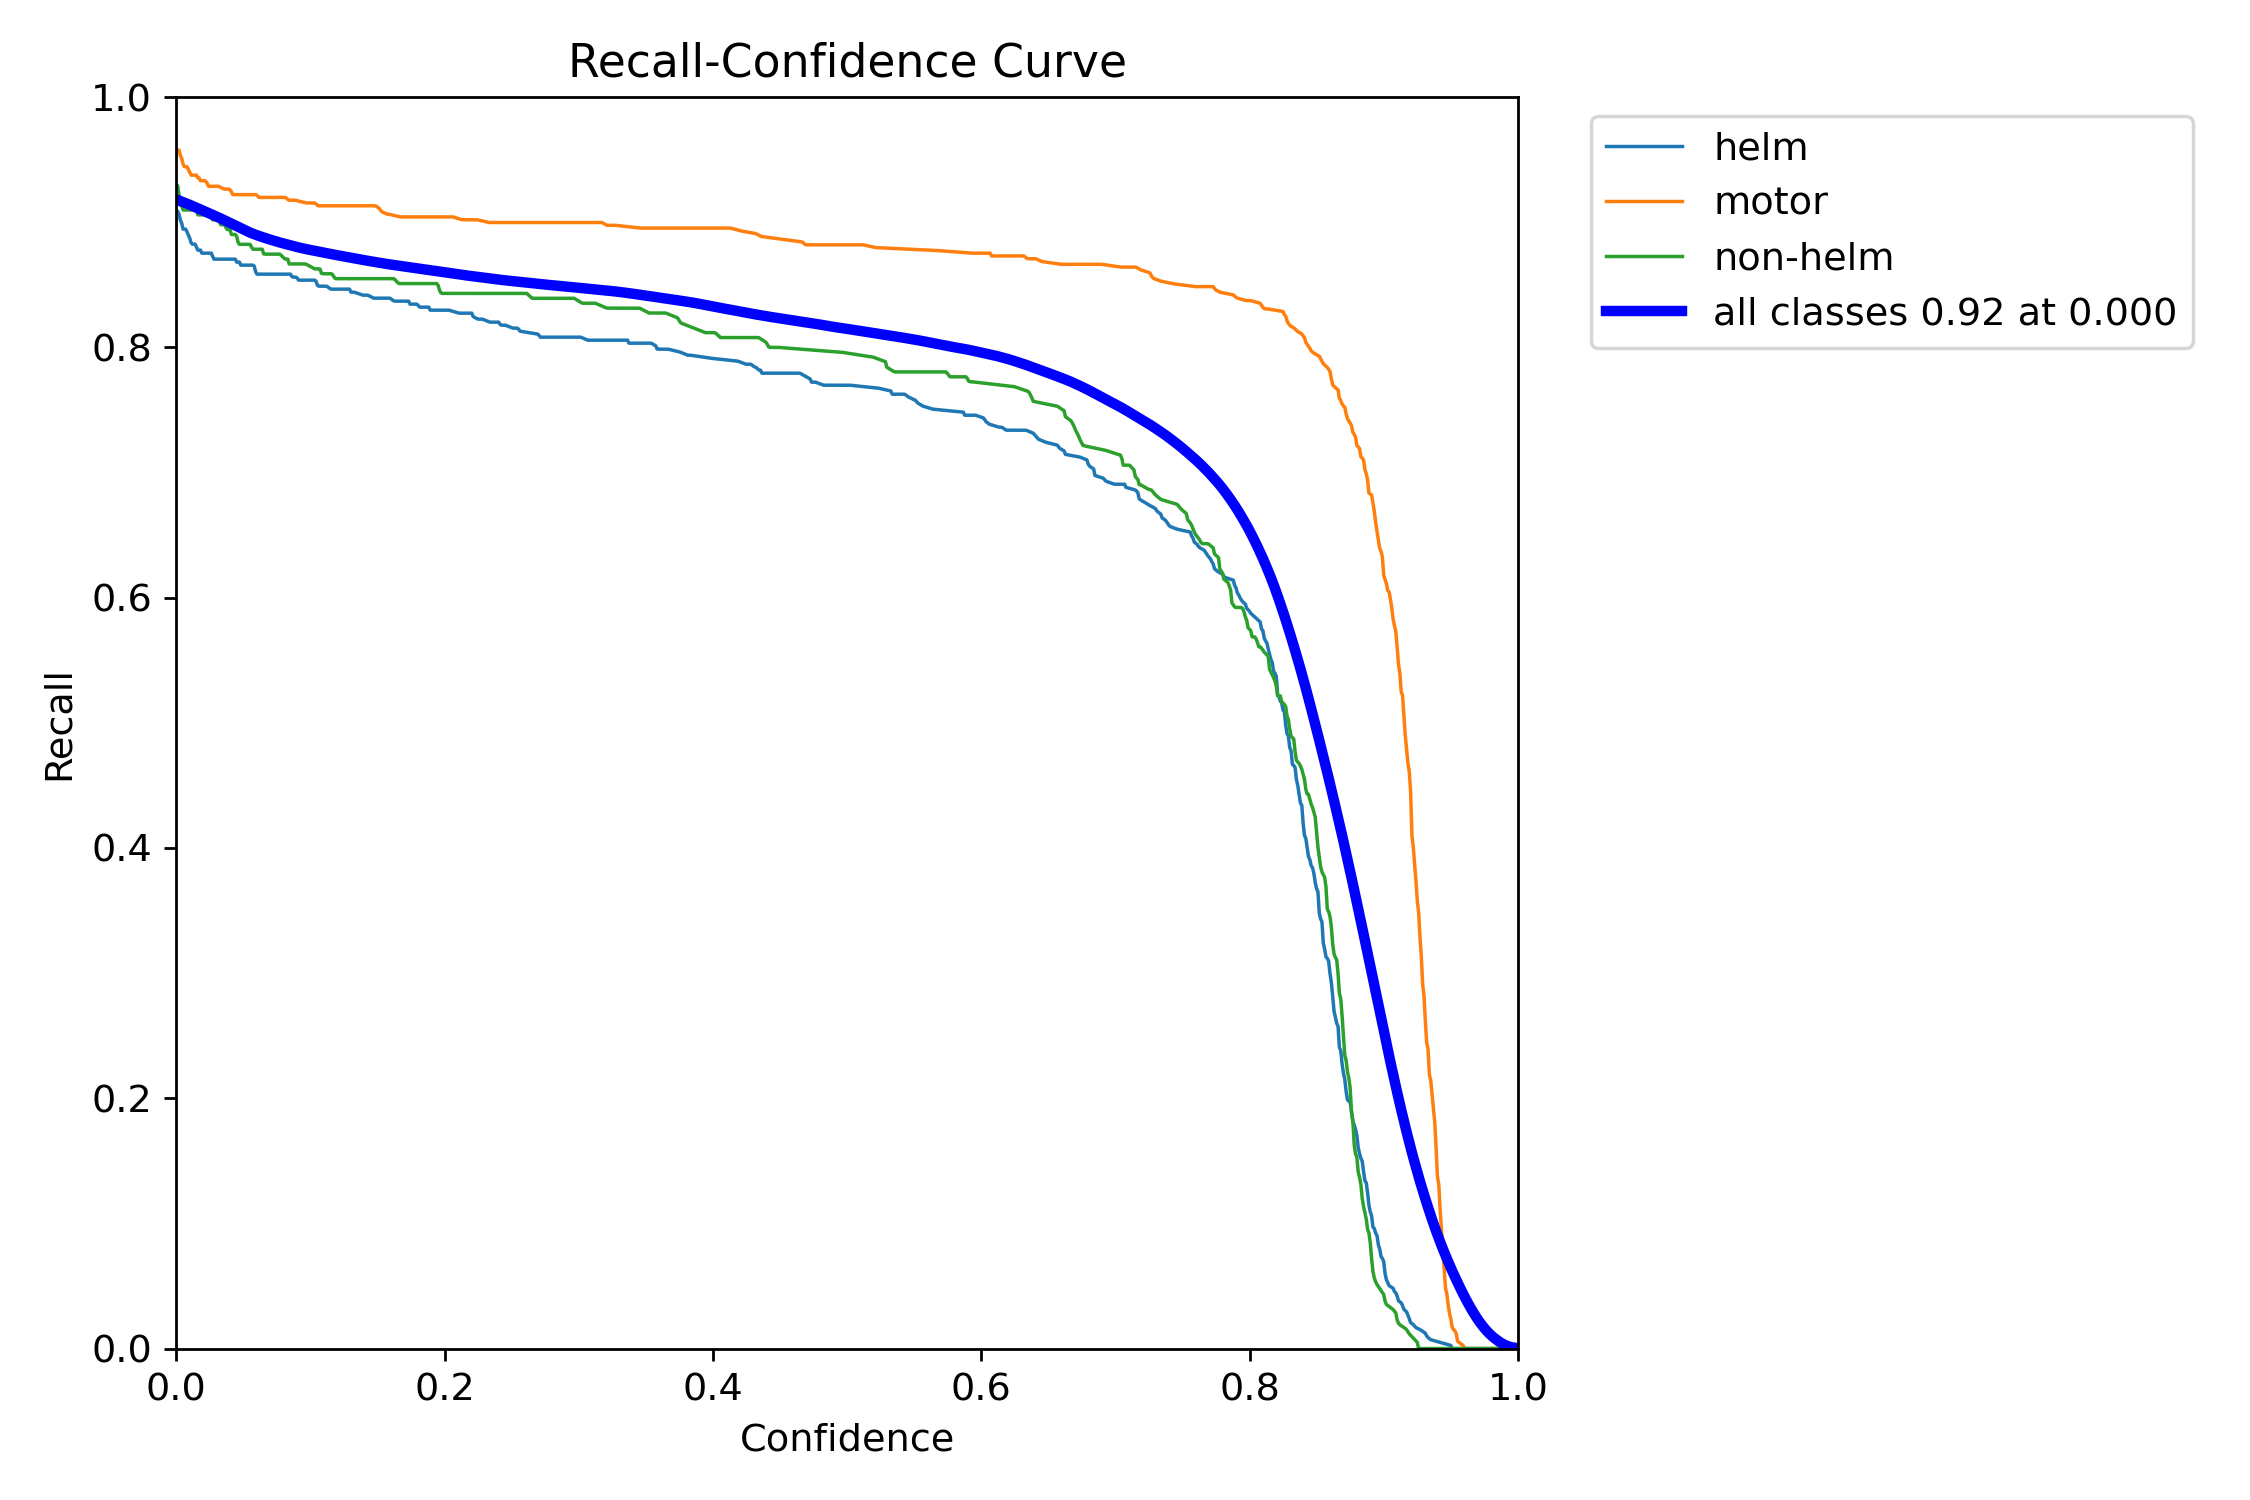 Recall-Confidence Curve
1.0
0.8
0.6
0.4
0.2
0.0
Recall
0.0 0.2 0.4 0.6 0.8 1.0
Confidence
helm
motor
non-helm
all classes 0.92 at 0.000